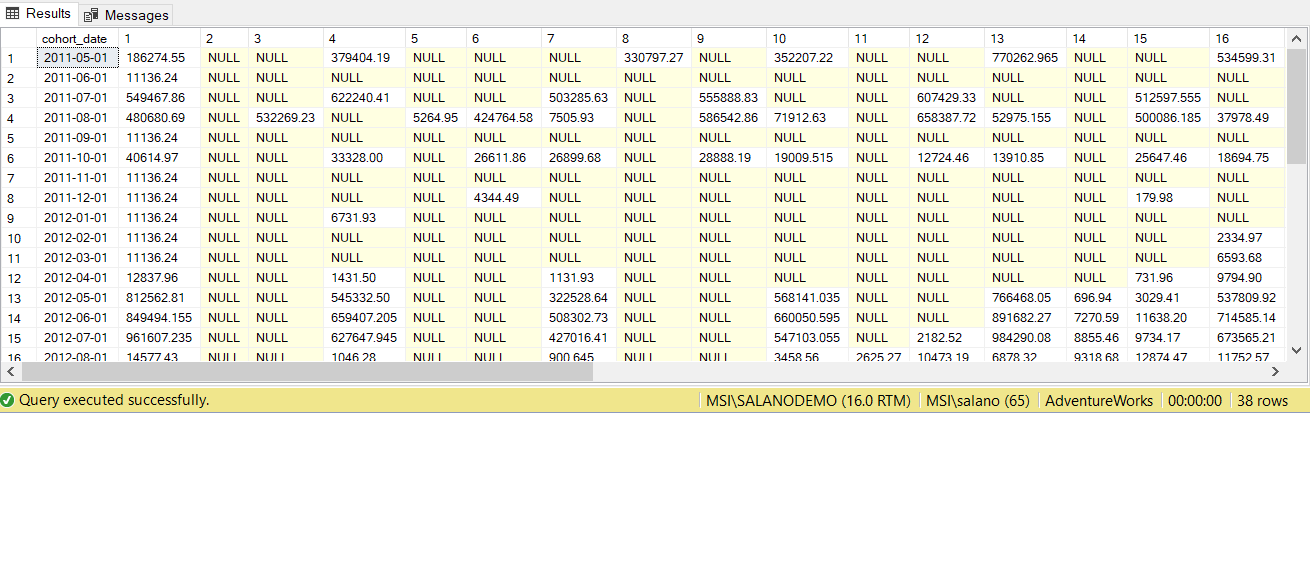 Results Messages
cohort_date 1 2 3 4 5 6 7 8 9 10 11 12 13 14 15 16
1 2011-05-01 186274.55 NULL NULL 379404.19 NULL NULL NULL 330797.27 NULL 352207.22 NULL NULL 770262.965 NULL NULL 534599.31
2 2011-06-01 11136.24 NULL NULL NULL NULL NULL NULL NULL NULL NULL NULL NULL NULL NULL NULL NULL
3 2011-07-01 549467.86 NULL NULL 622240.41 NULL NULL 503285.63 NULL 555888.83 NULL NULL 607429.33 NULL NULL 512597.555 NULL
4 2011-08-01 480680.69 NULL 532269.23 NULL 5264.95 424764.58 7505.93 NULL 586542.86 71912.63 NULL 658387.72 52975.155 NULL 500086.185 37978.49
5 2011-09-01 11136.24 NULL NULL NULL NULL NULL NULL NULL NULL NULL NULL NULL NULL NULL NULL NULL
6 2011-10-01 40614.97 NULL NULL 33328.00 NULL 26611.86 26899.68 NULL 28888.19 19009.515 NULL 12724.46 13910.85 NULL 25647.46 18694.75
7 2011-11-01 11136.24 NULL NULL NULL NULL NULL NULL NULL NULL NULL NULL NULL NULL NULL NULL NULL
8 2011-12-01 11136.24 NULL NULL NULL NULL 4344.49 NULL NULL NULL NULL NULL NULL NULL NULL 179.98 NULL
9 2012-01-01 11136.24 NULL NULL 6731.93 NULL NULL NULL NULL NULL NULL NULL NULL NULL NULL NULL NULL
10 2012-02-01 11136.24 NULL NULL NULL NULL NULL NULL NULL NULL NULL NULL NULL NULL NULL NULL 2334.97
11 2012-03-01 11136.24 NULL NULL NULL NULL NULL NULL NULL NULL NULL NULL NULL NULL NULL NULL 6593.68
12 2012-04-01 12837.96 NULL NULL 1431.50 NULL NULL 1131.93 NULL NULL NULL NULL NULL NULL NULL 731.96 9794.90
13 2012-05-01 812562.81 NULL NULL 545332.50 NULL NULL 322528.64 NULL NULL 568141.035 NULL NULL 766468.05 696.94 3029.41 537809.92
14 2012-06-01 849494.155 NULL NULL 659407.205 NULL NULL 508302.73 NULL NULL 660050.595 NULL NULL 891682.27 7270.59 11638.20 714585.14
15 2012-07-01 961607.235 NULL NULL 627647.945 NULL NULL 427016.41 NULL NULL 547103.055 NULL 2182.52 984290.08 8855.46 9734.17 673565.21
16 2012-08-01 14577.43 NULL NULL 1046.28 NULL NULL 900.645 NULL NULL 3458.56 2625.27 10473.19 6878.32 9318.68 12874.47 11752.57
Query executed successfully. MSI\SALANODEMO (16.0 RTM) MSI\salano (65) AdventureWorks 00:00:00 38 rows